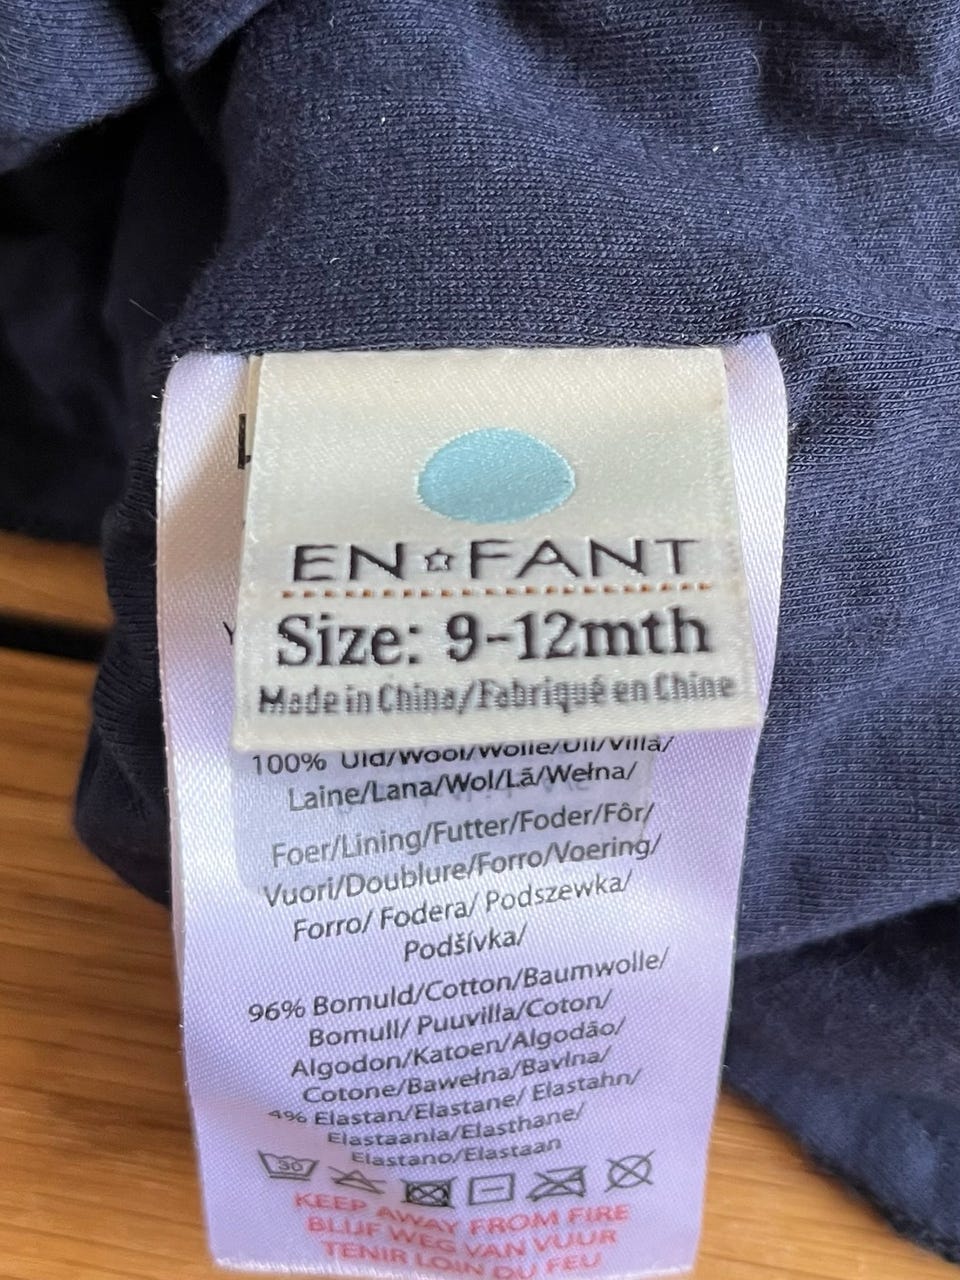 EN☆FANT
Size: 9-12mth
Made in China/Fabriqué en Chine
100% Uld/Wool/Wolle/Ull/Villa/
Laine/Lana/Wol/Lã/Wełna/
Foer/Lining/Futter/Foder/Fôr/
Vuori/Doublure/Forro/Voering/
Forro/ Fodera/ Podszewka/
Podšívka/
96% Bomuld/Cotton/Baumwolle/
Bomull/ Puuvilla/Coton/
Algodon/Katoen/Algodão/
Cotone/Bawełna/Bavlna/
4% Elastan/Elastane/ Elastahn/
Elastaania/Elasthane/
Elastano/Elastaan
30
KEEP AWAY FROM FIRE
BLIJF WEG VAN VUUR
TENIR LOIN DU FEU